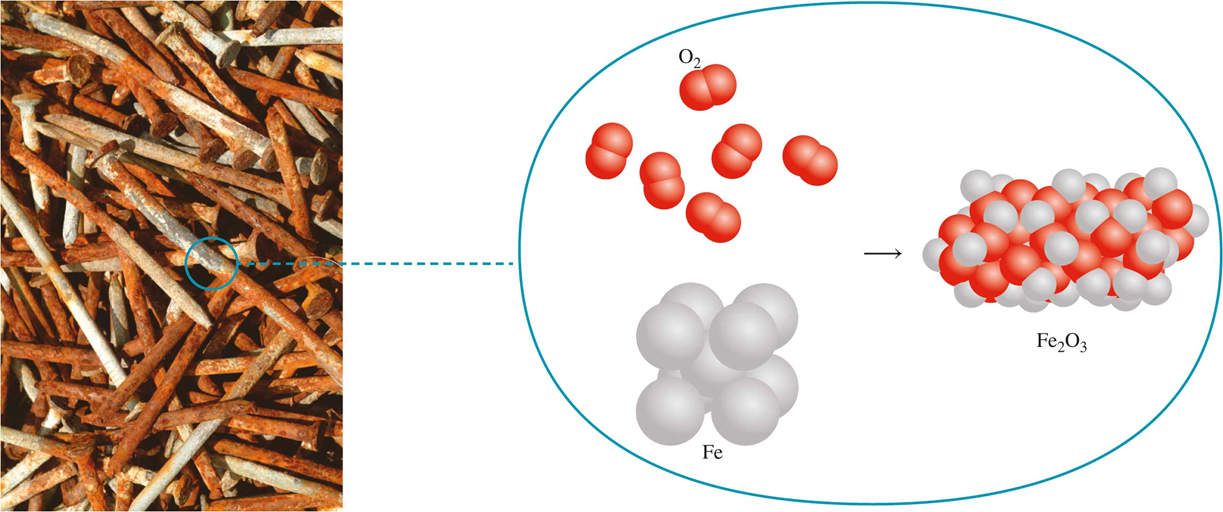 O₂
→
Fe₂O₃
Fe